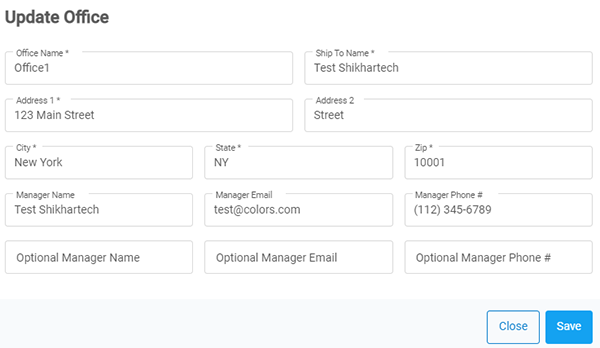 Update Office
Office Name * Ship To Name *
Office1 Test Shikhartech
Address 1 * Address 2
123 Main Street Street
City * State * Zip *
New York NY 10001
Manager Name Manager Email Manager Phone #
Test Shikhartech test@colors.com (112) 345-6789
Optional Manager Name Optional Manager Email Optional Manager Phone #
Close Save